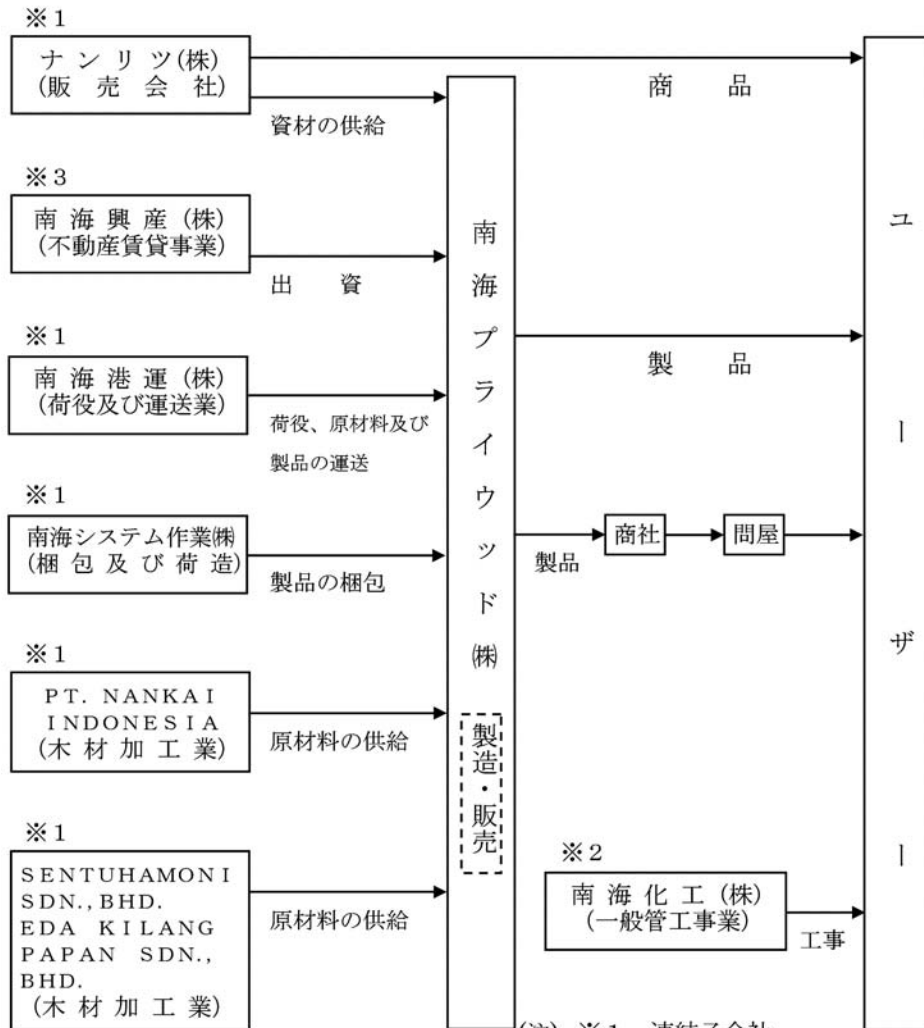 ※1
ナンリツ(株)
(販売会社)
商品
資材の供給
※3
南海興産(株)
(不動産賃貸事業)
出資
※1
南海港運(株)
(荷役及び運送業)
荷役、原材料及び
製品の運送
※1
南海システム作業㈱
(梱包及び荷造)
製品の梱包
※1
PT. NANKAI
INDONESIA
(木材加工業)
原材料の供給
※1
SENTUHAMONI
SDN.,BHD.
EDA KILANG
PAPAN SDN.,
BHD.
(木材加工業)
原材料の供給
南海プライウッド㈱
製造・販売
製品
製品
商社
問屋
※2
南海化工(株)
(一般管工事業)
工事
ユーザー
(注) ※1 連結子会社